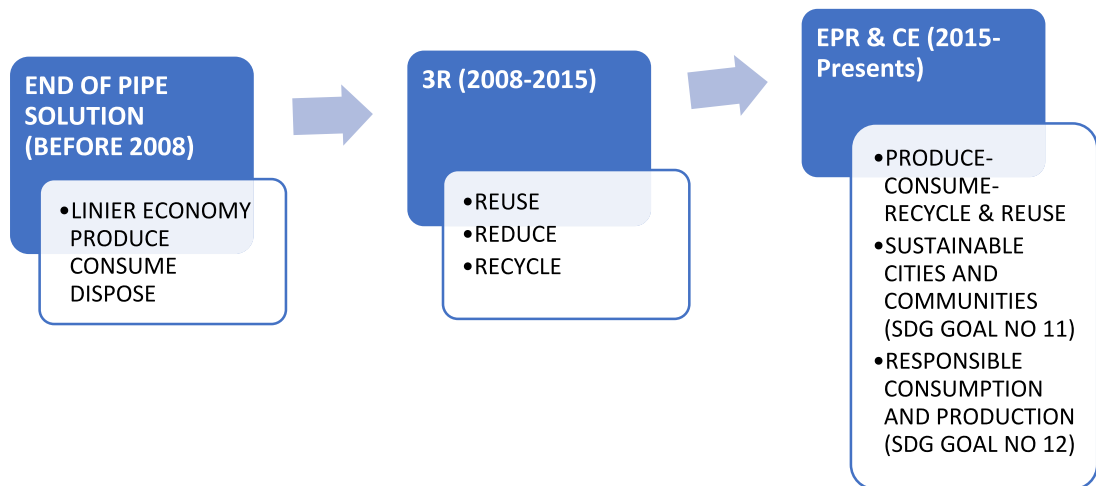 END OF PIPE
SOLUTION
(BEFORE 2008)
•LINIER ECONOMY
PRODUCE
CONSUME
DISPOSE
3R (2008-2015)
•REUSE
•REDUCE
•RECYCLE
EPR & CE (2015-
Presents)
•PRODUCE-
CONSUME-
RECYCLE & REUSE
•SUSTAINABLE
CITIES AND
COMMUNITIES
(SDG GOAL NO 11)
•RESPONSIBLE
CONSUMPTION
AND PRODUCTION
(SDG GOAL NO 12)